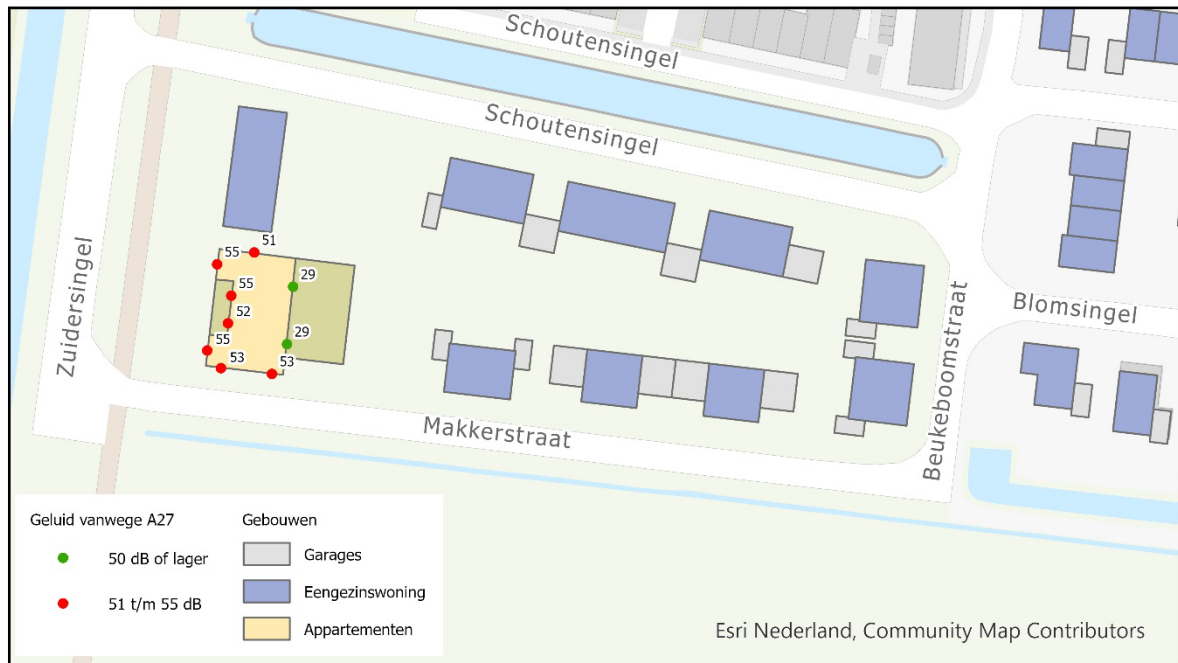 Schoutensingel
Schoutensingel
Zuidersingel
Blomsingel
Beukeboomstraat
Makkerstraat
51
55
29
55
52
29
55
53
53
Geluid vanwege A27
50 dB of lager
51 t/m 55 dB
Gebouwen
Garages
Eengezinswoning
Appartementen
Esri Nederland, Community Map Contributors